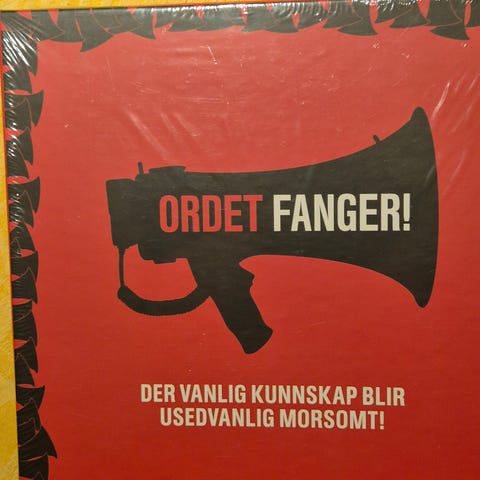 ORDET FANGER!
DER VANLIG KUNNSKAP BLIR
USEDVANLIG MORSOMT!